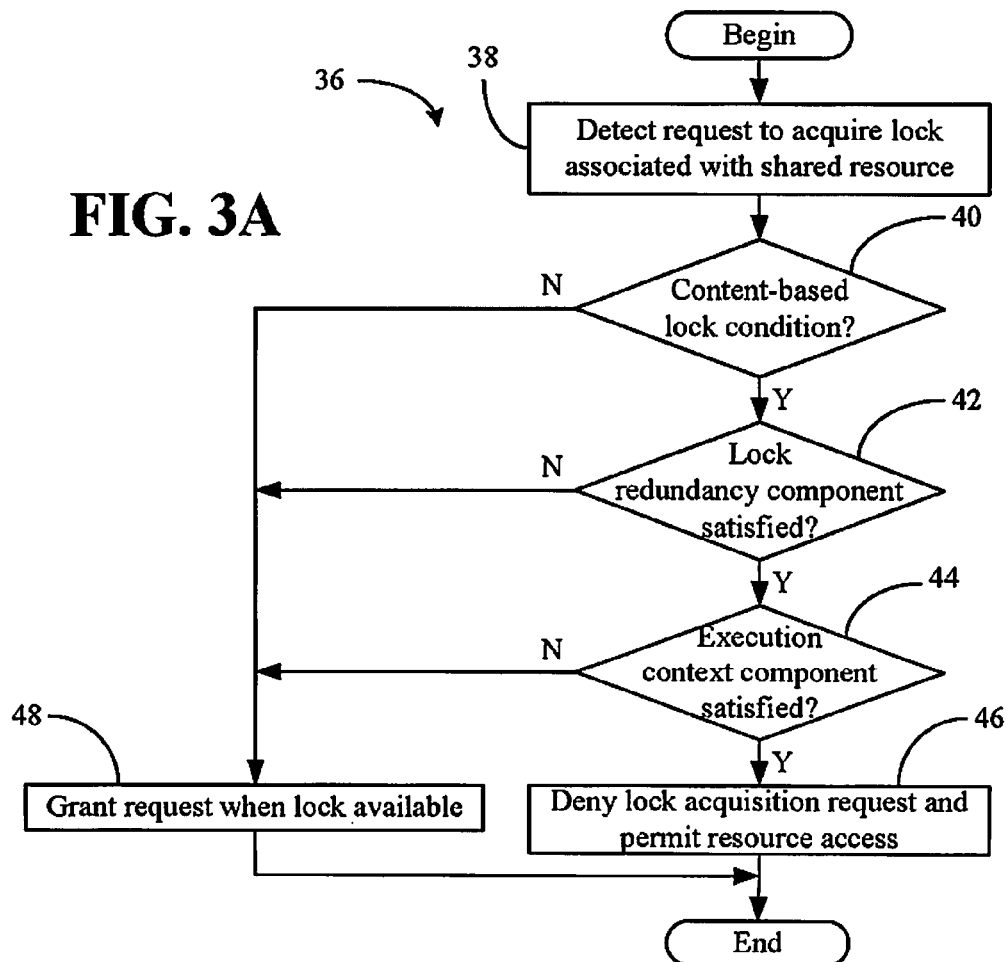 Begin
38
36
Detect request to acquire lock
associated with shared resource
FIG. 3A
40
N
Content-based
lock condition?
Y
42
N
Lock
redundancy component
satisfied?
Y
44
N
Execution
context component
satisfied?
48
46
Y
Grant request when lock available
Deny lock acquisition request and
permit resource access
End